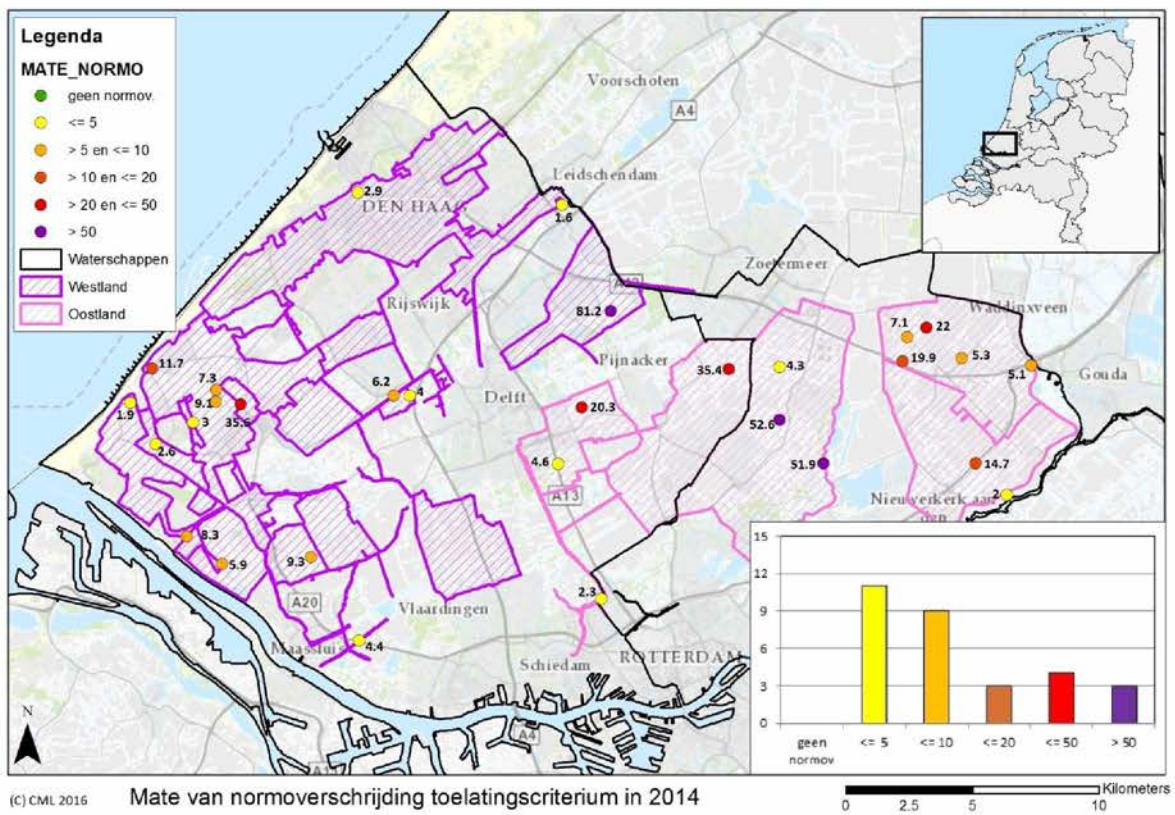 Legenda
MATE_NORMO
geen normov.
<= 5
> 5 en <= 10
> 10 en <= 20
> 20 en <= 50
> 50
Waterschappen
Westland
Oostland
Voorschoten
A4
Leidschendam
2.9
DEN HAAG
1.6
Zoetermeer
Rijswijk
81.2
Waddinxveen
7.1
22
11.7
Pijnacker
35.4
4.3
19.9
5.3
5.1
Gouda
7.3
6.2
4
Delft
9.1
1.9
35.6
20.3
3
52.6
2.6
4.6
51.9
14.7
A13
Nieuwerkerk aan
den
2
8.3
5.9
9.3
2.3
A20
Vlaardingen
4.4
Maassluis
Schiedam
ROTTERDAM
A4
N
15
12
9
6
3
0
geen
normov
<= 5
<= 10
<=20
<=50
> 50
(C) CML 2016
Mate van normoverschrijding toelatingscriterium in 2014
Kilometers
0
2.5
5
10